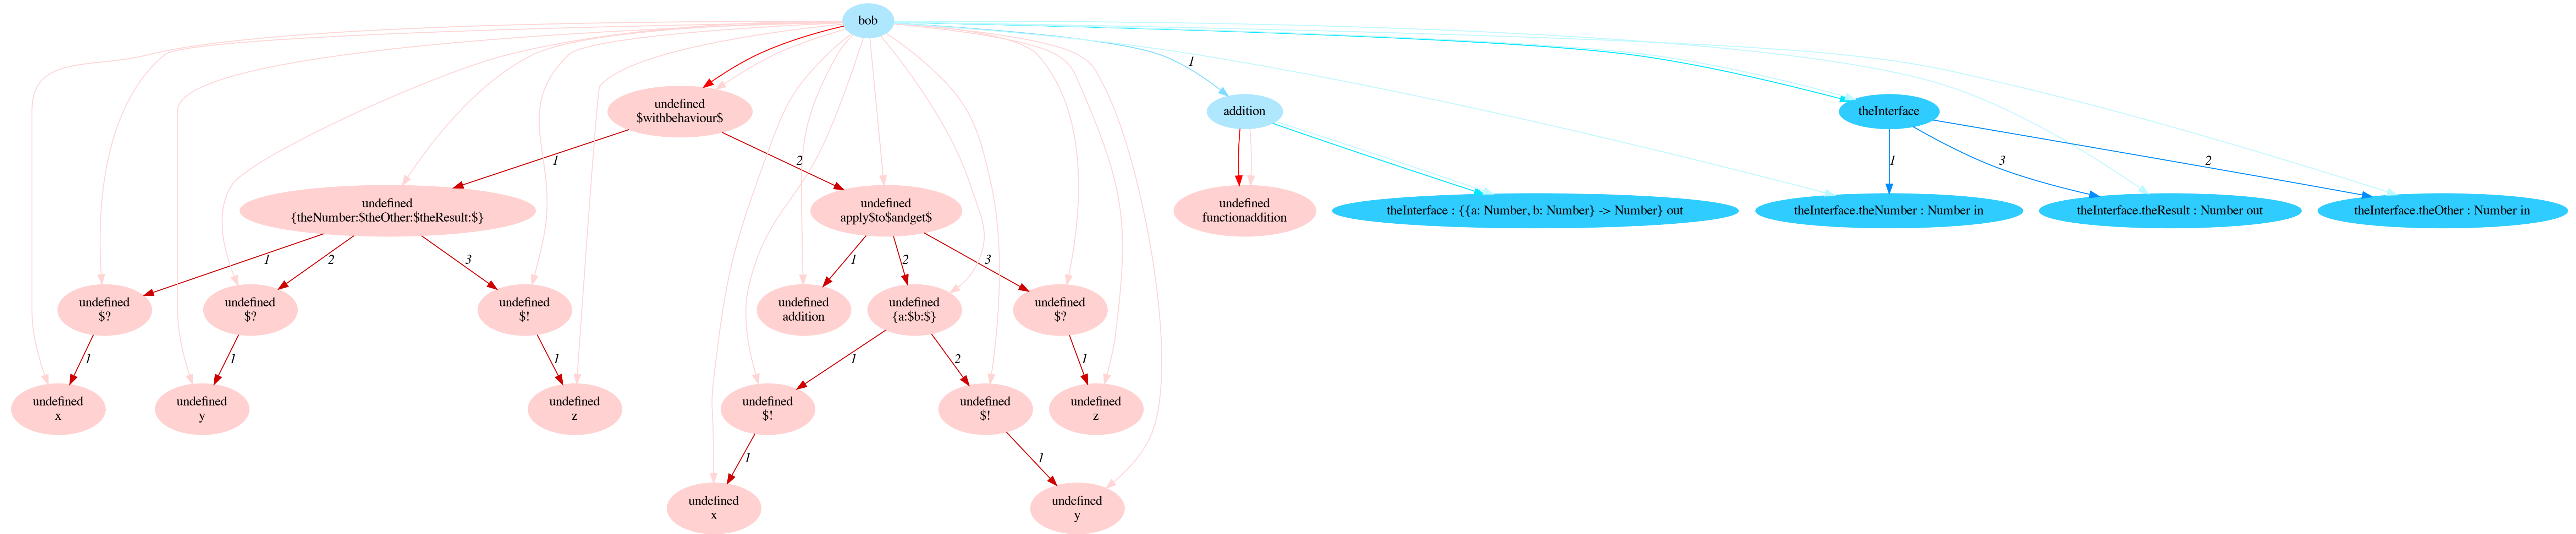 bob
1
undefined
$withbehaviour$
addition
theInterface
1
2
1
3
2
undefined
{theNumber:$theOther:$theResult:$}
undefined
apply$to$andget$
undefined
functionaddition
theInterface : {{a: Number, b: Number} -> Number} out
theInterface.theNumber : Number in
theInterface.theResult : Number out
theInterface.theOther : Number in
1
2
3
1
2
3
undefined
$?
undefined
$?
undefined
$!
undefined
addition
undefined
{a:$b:$}
undefined
$?
1
1
1
1
2
1
undefined
x
undefined
y
undefined
z
undefined
$!
undefined
$!
undefined
z
1
1
undefined
x
undefined
y